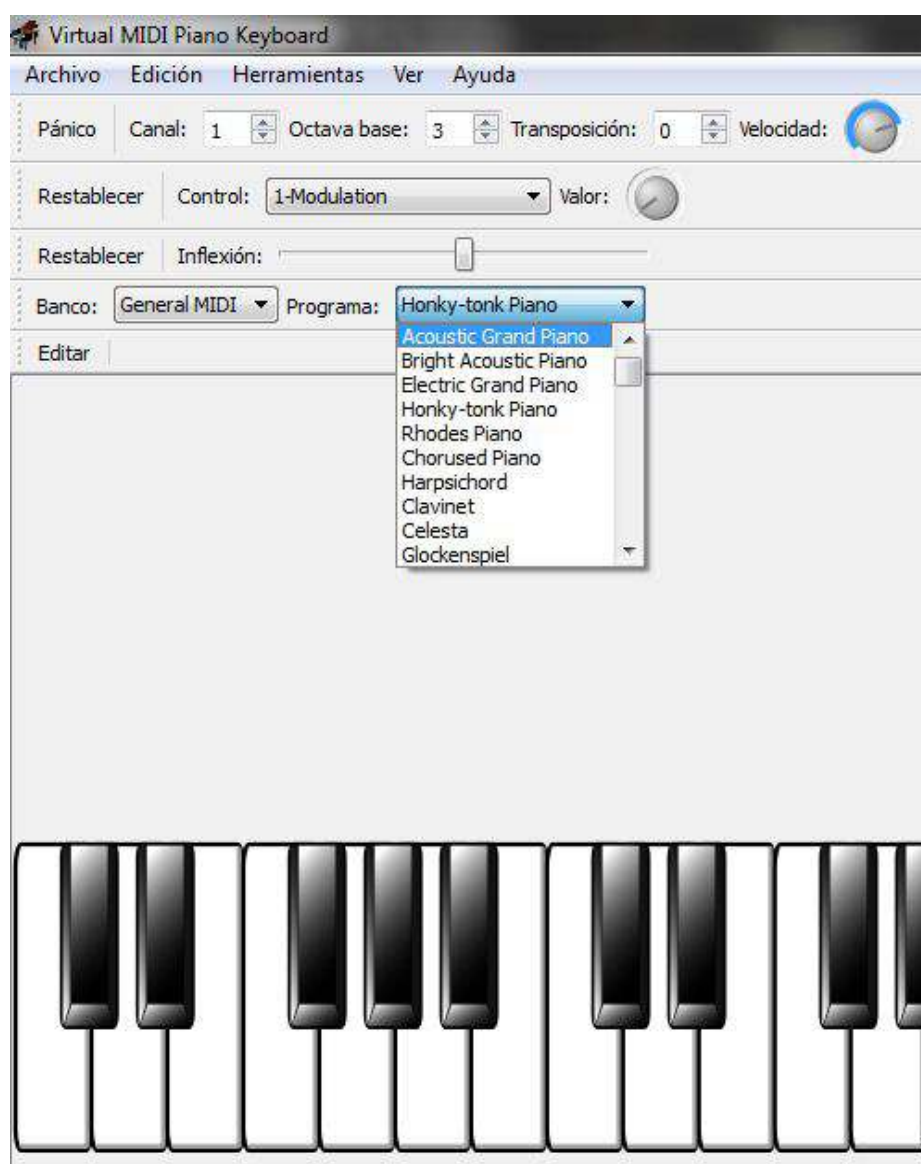 Virtual MIDI Piano Keyboard
Archivo Edición Herramientas Ver Ayuda
Pánico Canal: 1 Octava base: 3 Transposición: 0 Velocidad:
Restablecer Control: 1-Modulation Valor:
Restablecer Inflexión:
Banco: General MIDI Programa: Honky-tonk Piano
Editar
Acoustic Grand Piano
Bright Acoustic Piano
Electric Grand Piano
Honky-tonk Piano
Rhodes Piano
Chorused Piano
Harpsichord
Clavinet
Celesta
Glockenspiel